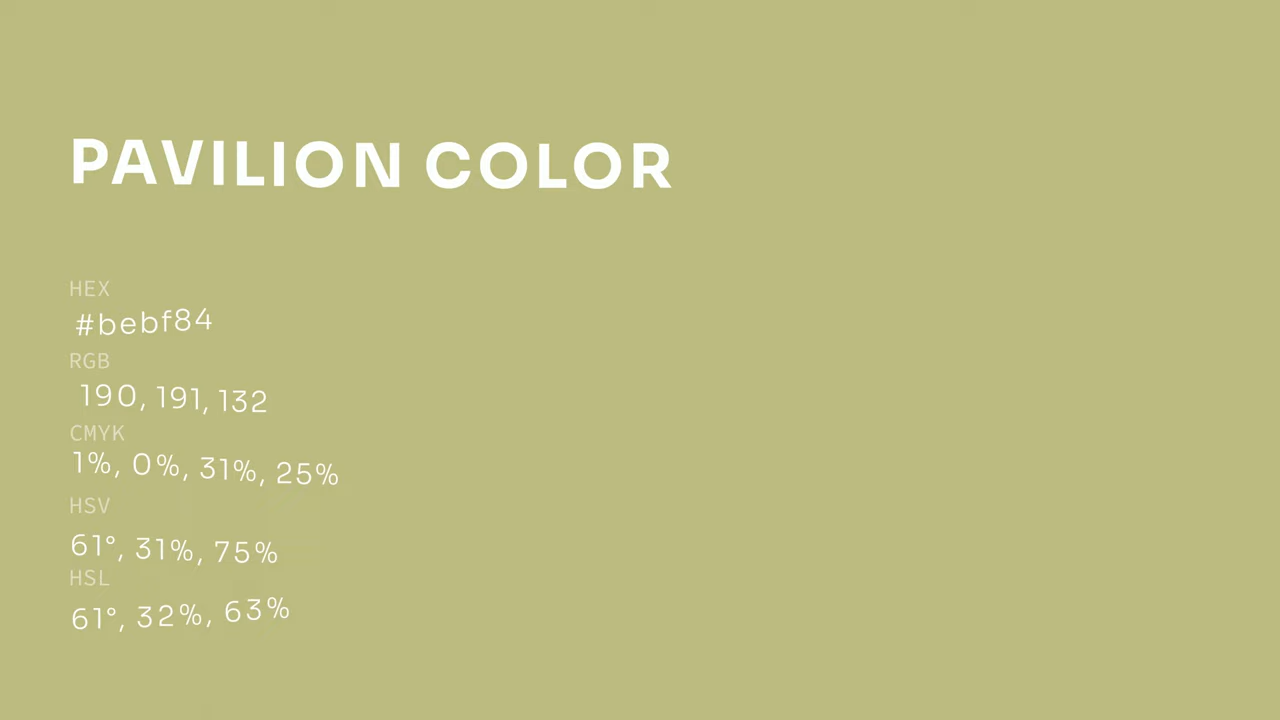 PAVILION COLOR
HEX
#bebf84
RGB
190, 191, 132
CMYK
1%, 0%, 31%, 25%
HSV
61°, 31%, 75%
HSL
61°, 32%, 63%